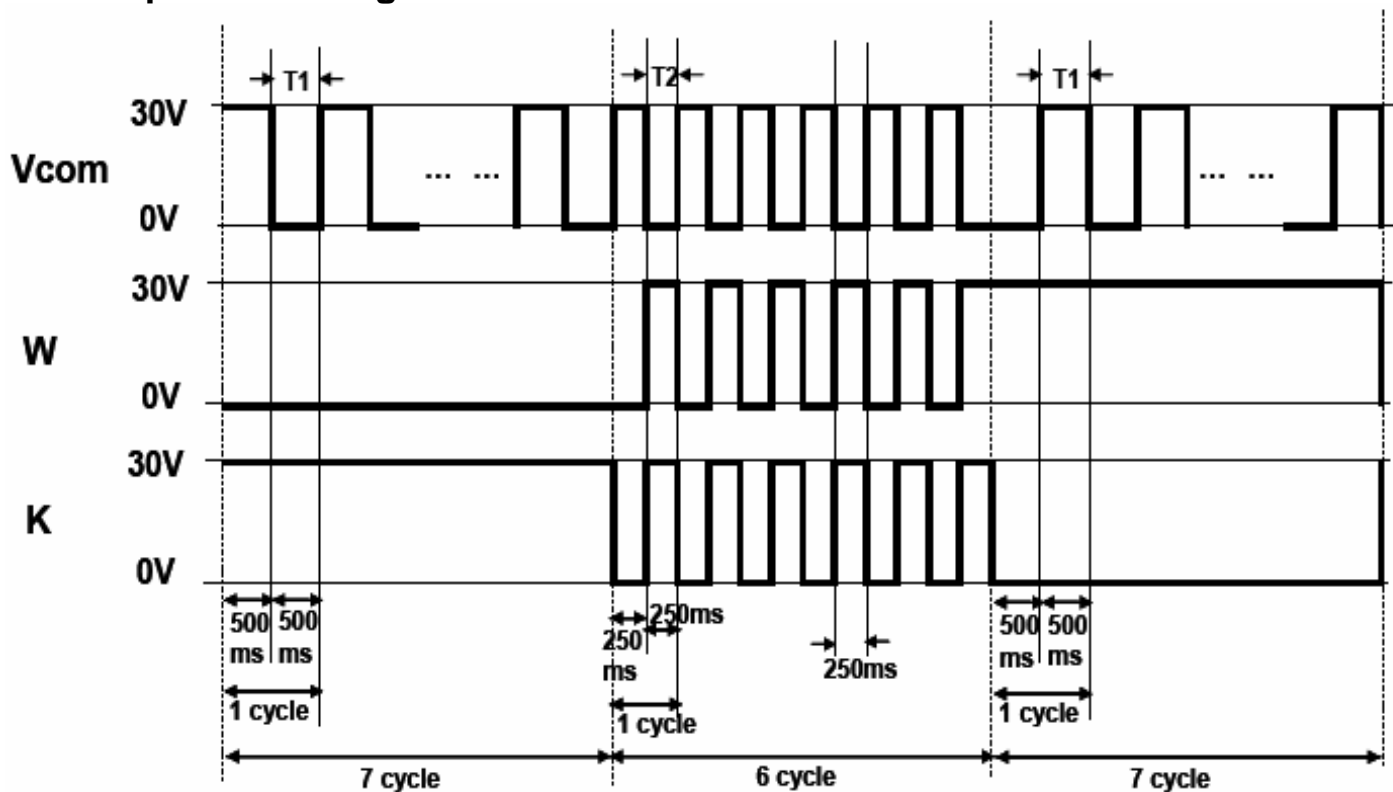 T1
T2
T1
30V
Vcom
... ...
... ...
0V
30V
W
0V
30V
K
0V
500
ms
500
ms
250
ms
250ms
250ms
500
ms
500
ms
1 cycle
1 cycle
1 cycle
7 cycle
6 cycle
7 cycle